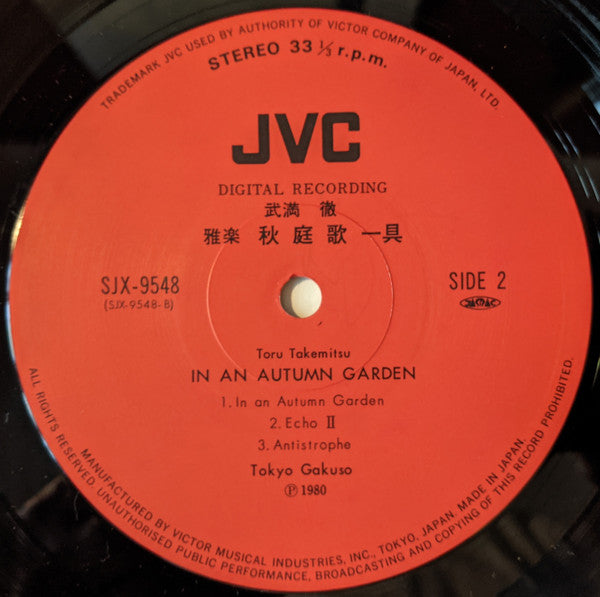 TRADEMARK JVC USED BY AUTHORITY OF VICTOR COMPANY OF JAPAN, LTD.
STEREO 33 ⅓ r.p.m.
JVC
DIGITAL RECORDING
武満 徹
雅楽 秋庭歌一具
SJX-9548
(SJX-9548-B)
SIDE 2
JASRAC
Toru Takemitsu
IN AN AUTUMN GARDEN
1. In an Autumn Garden
2. Echo II
3. Antistrophe
Tokyo Gakuso
Ⓟ 1980
ALL RIGHTS RESERVED. UNAUTHORISED PUBLIC PERFORMANCE, BROADCASTING AND COPYING OF THIS RECORD PROHIBITED.
MANUFACTURED BY VICTOR MUSICAL INDUSTRIES, INC., TOKYO, JAPAN. MADE IN JAPAN.